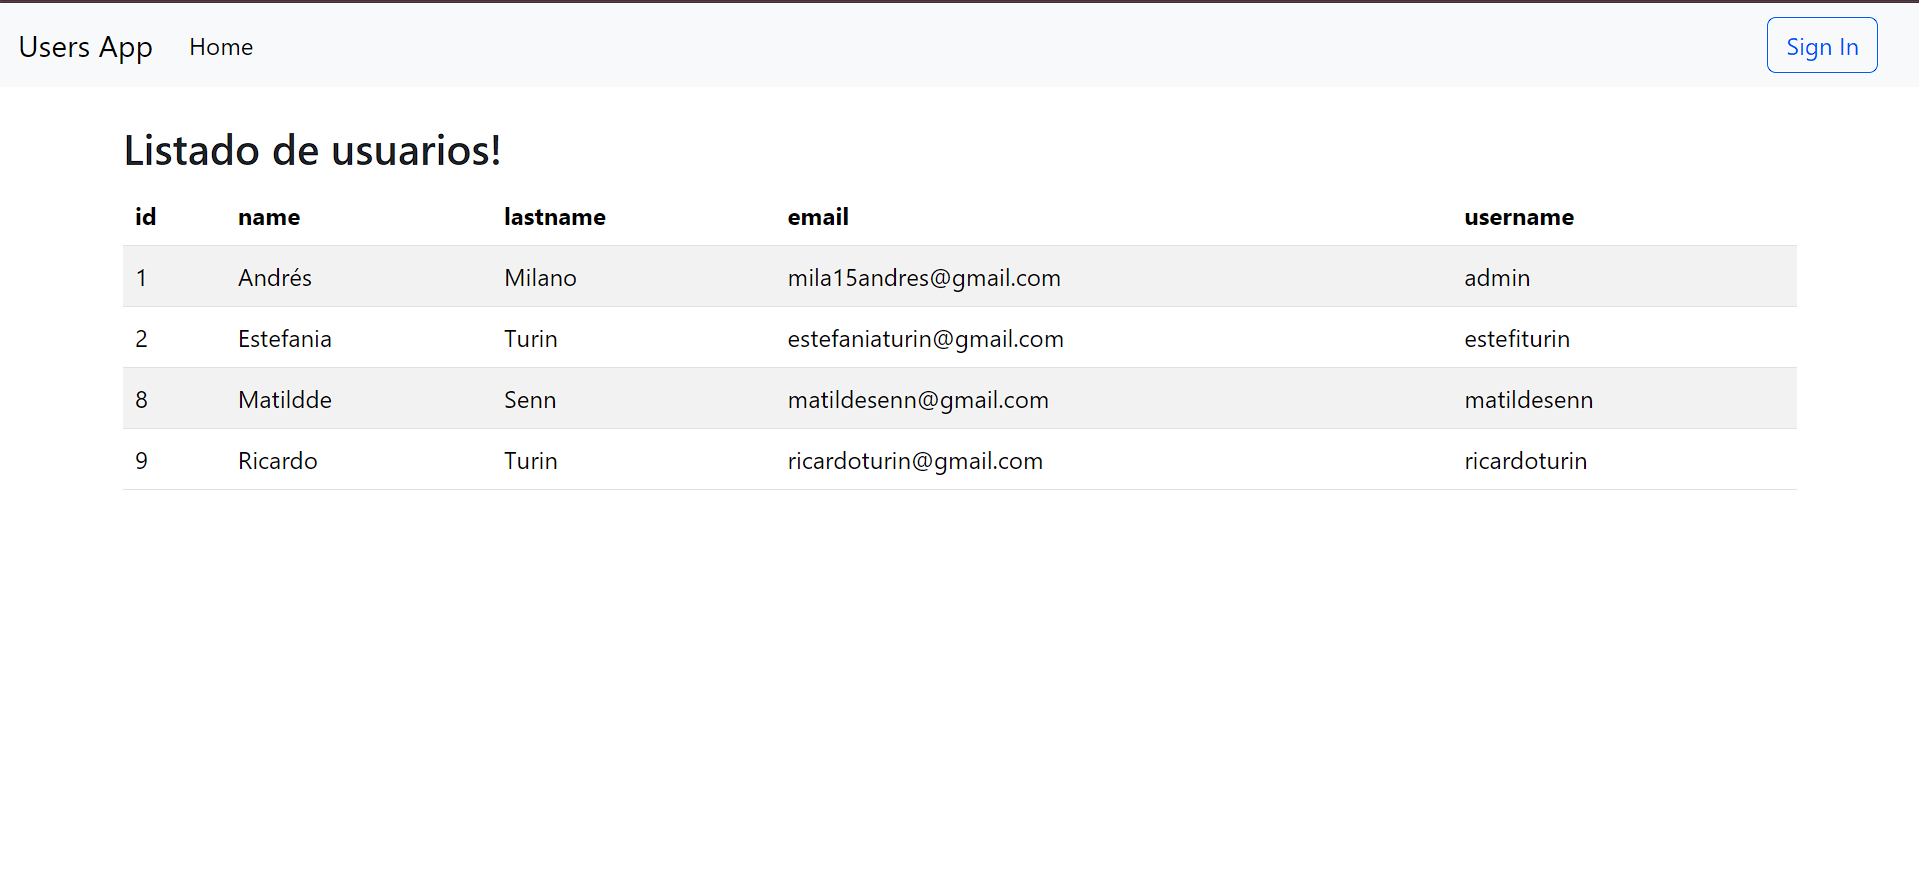 Users App Home Sign In
Listado de usuarios!
id name lastname email username
1 Andrés Milano mila15andres@gmail.com admin
2 Estefania Turin estefaniaturin@gmail.com estefiturin
8 Matildde Senn matildesenn@gmail.com matildesenn
9 Ricardo Turin ricardoturin@gmail.com ricardoturin